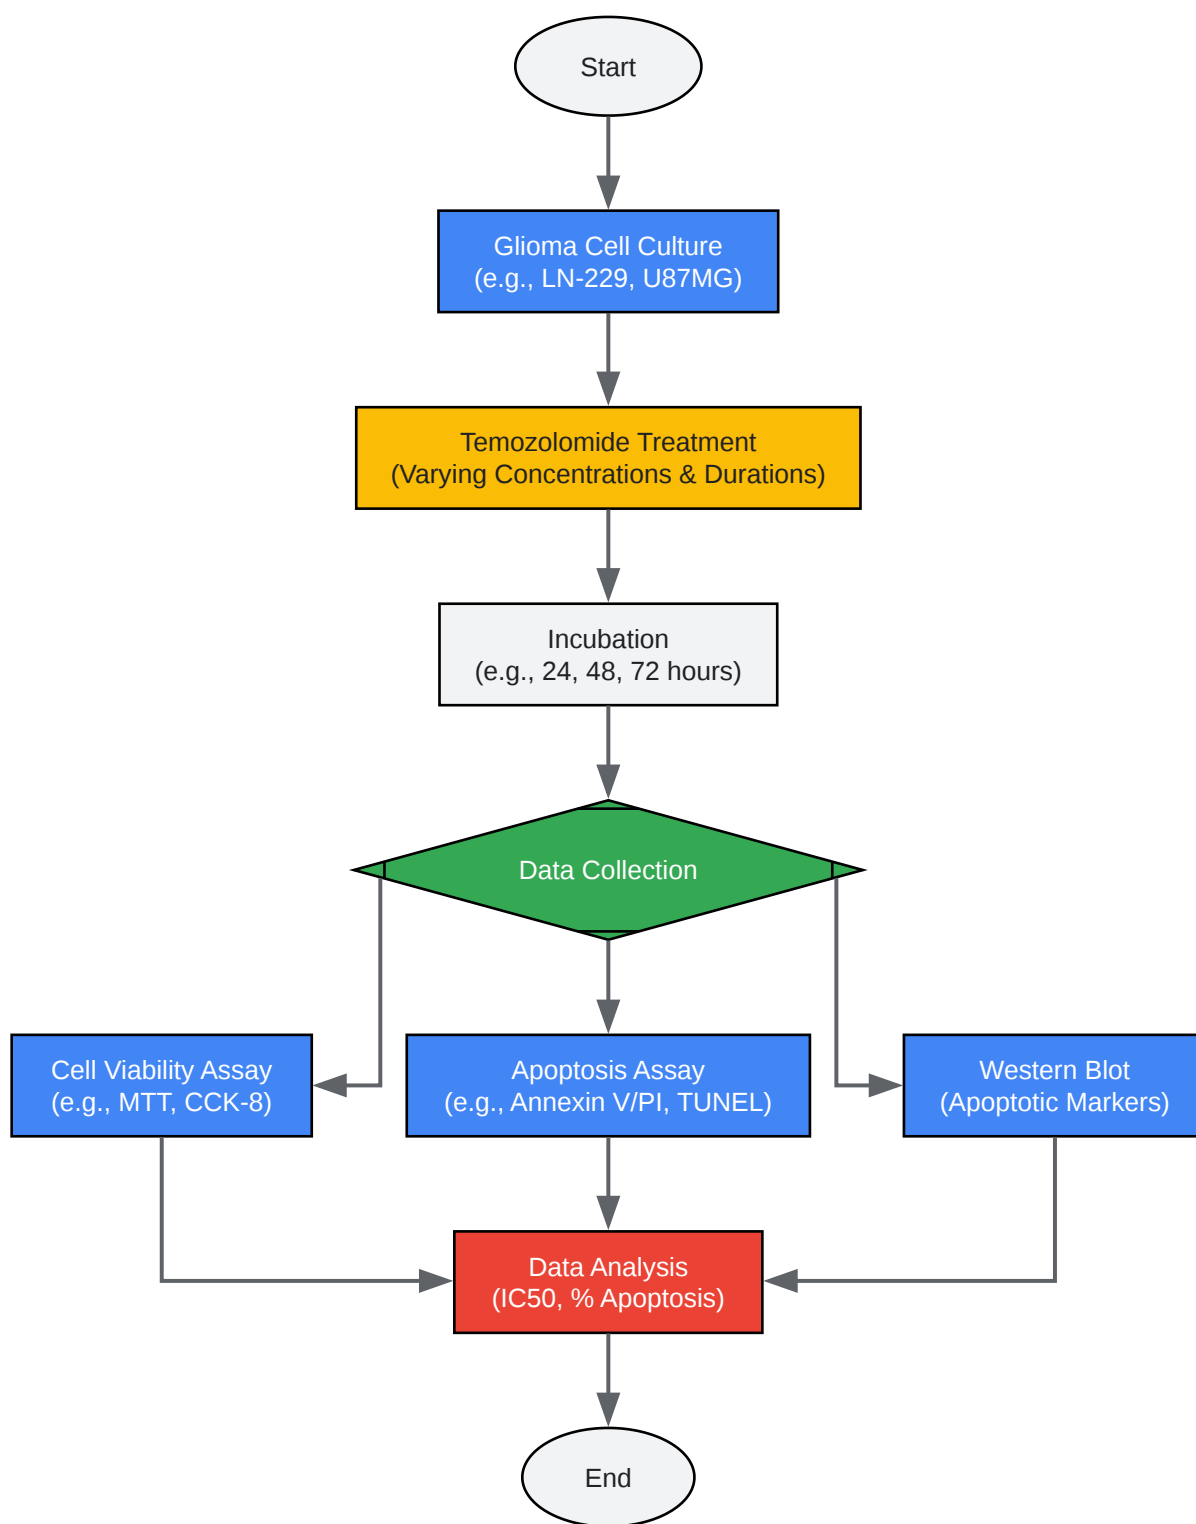 Start
Glioma Cell Culture
(e.g., LN-229, U87MG)
Temozolomide Treatment
(Varying Concentrations & Durations)
Incubation
(e.g., 24, 48, 72 hours)
Data Collection
Cell Viability Assay
(e.g., MTT, CCK-8)
Apoptosis Assay
(e.g., Annexin V/PI, TUNEL)
Western Blot
(Apoptotic Markers)
Data Analysis
(IC50, % Apoptosis)
End